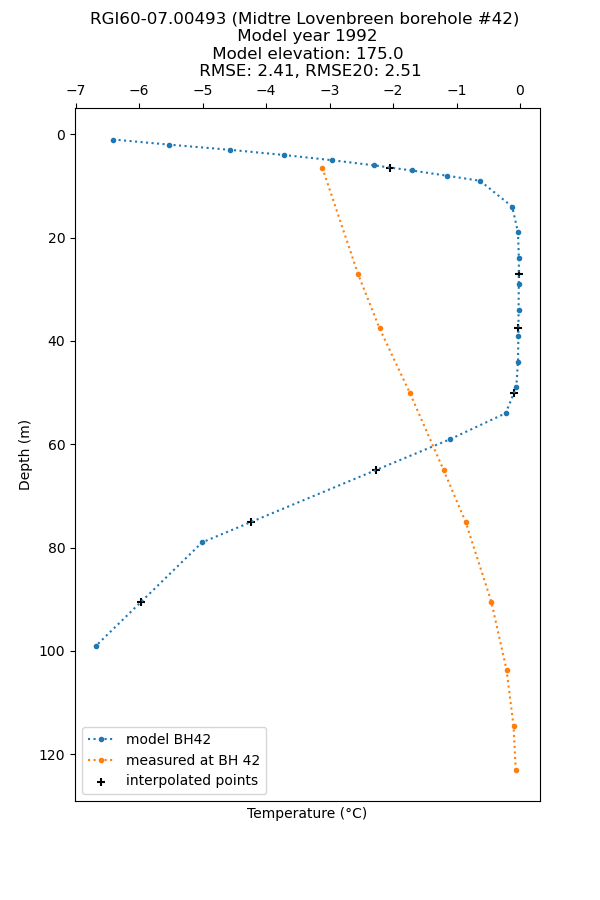 RGI60-07.00493 (Midtre Lovenbreen borehole #42)
Model year 1992
Model elevation: 175.0
RMSE: 2.41, RMSE20: 2.51
−7 −6 −5 −4 −3 −2 −1 0
0
20
40
60
80
100
120
Depth (m)
model BH42
measured at BH 42
interpolated points
Temperature (°C)